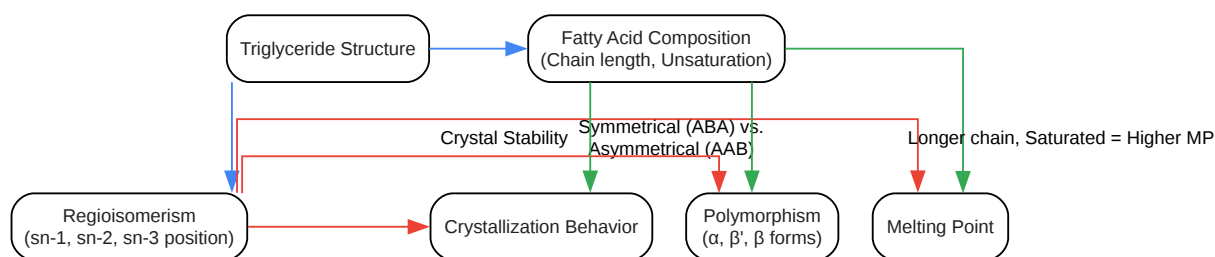 Triglyceride Structure
Fatty Acid Composition
(Chain length, Unsaturation)
Crystal Stability
Symmetrical (ABA) vs.
Asymmetrical (AAB)
Longer chain, Saturated = Higher MP
Regioisomerism
(sn-1, sn-2, sn-3 position)
Crystallization Behavior
Polymorphism
(α, β', β forms)
Melting Point